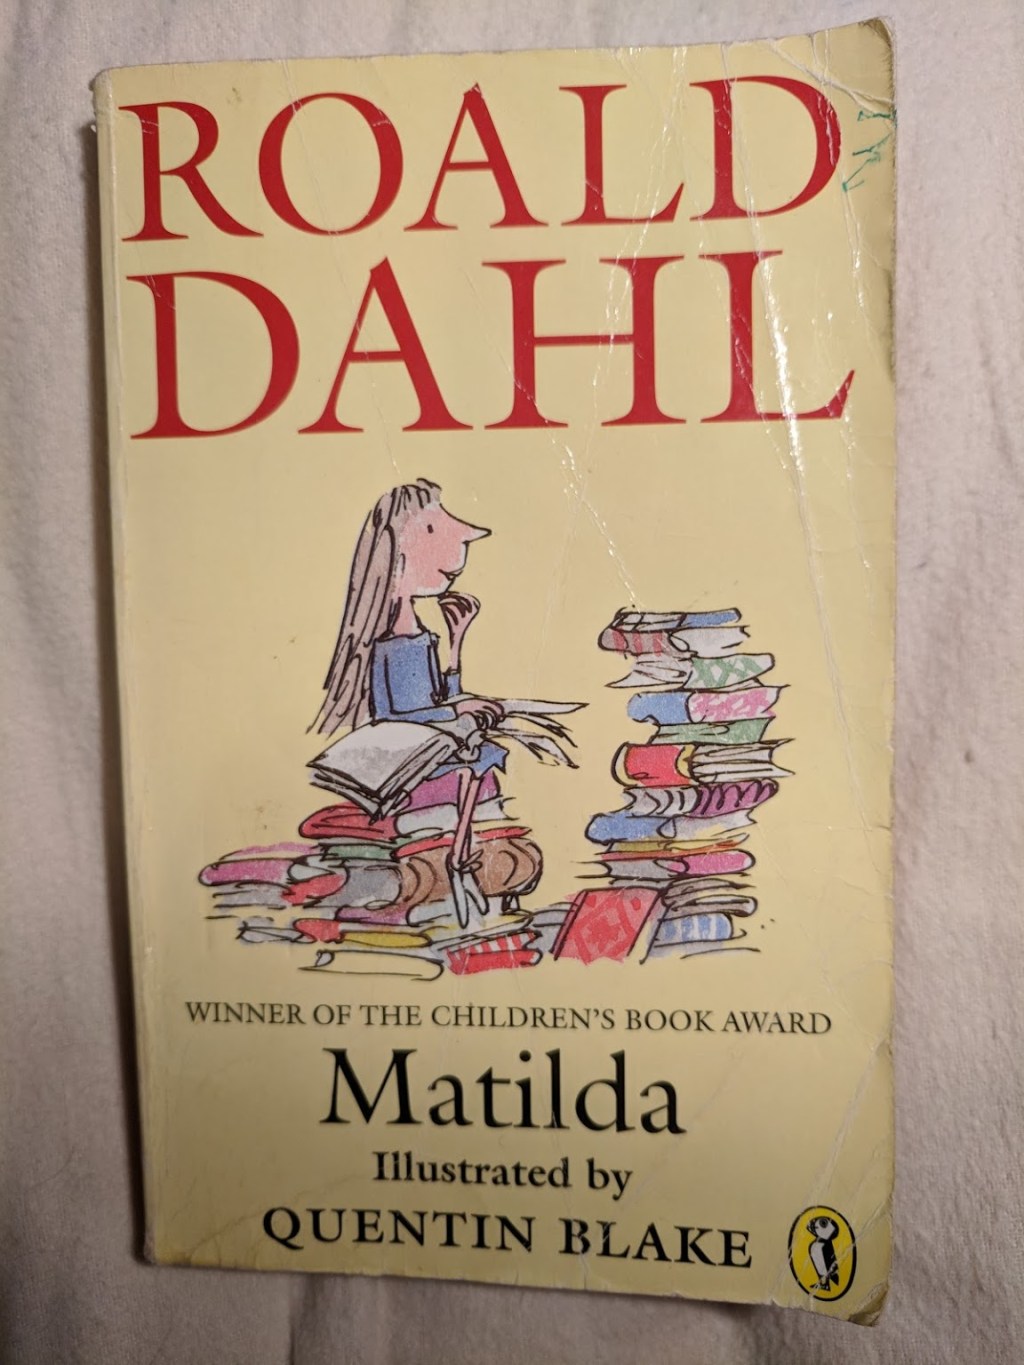 ROALD
DAHL
WINNER OF THE CHILDREN'S BOOK AWARD
Matilda
Illustrated by
QUENTIN BLAKE